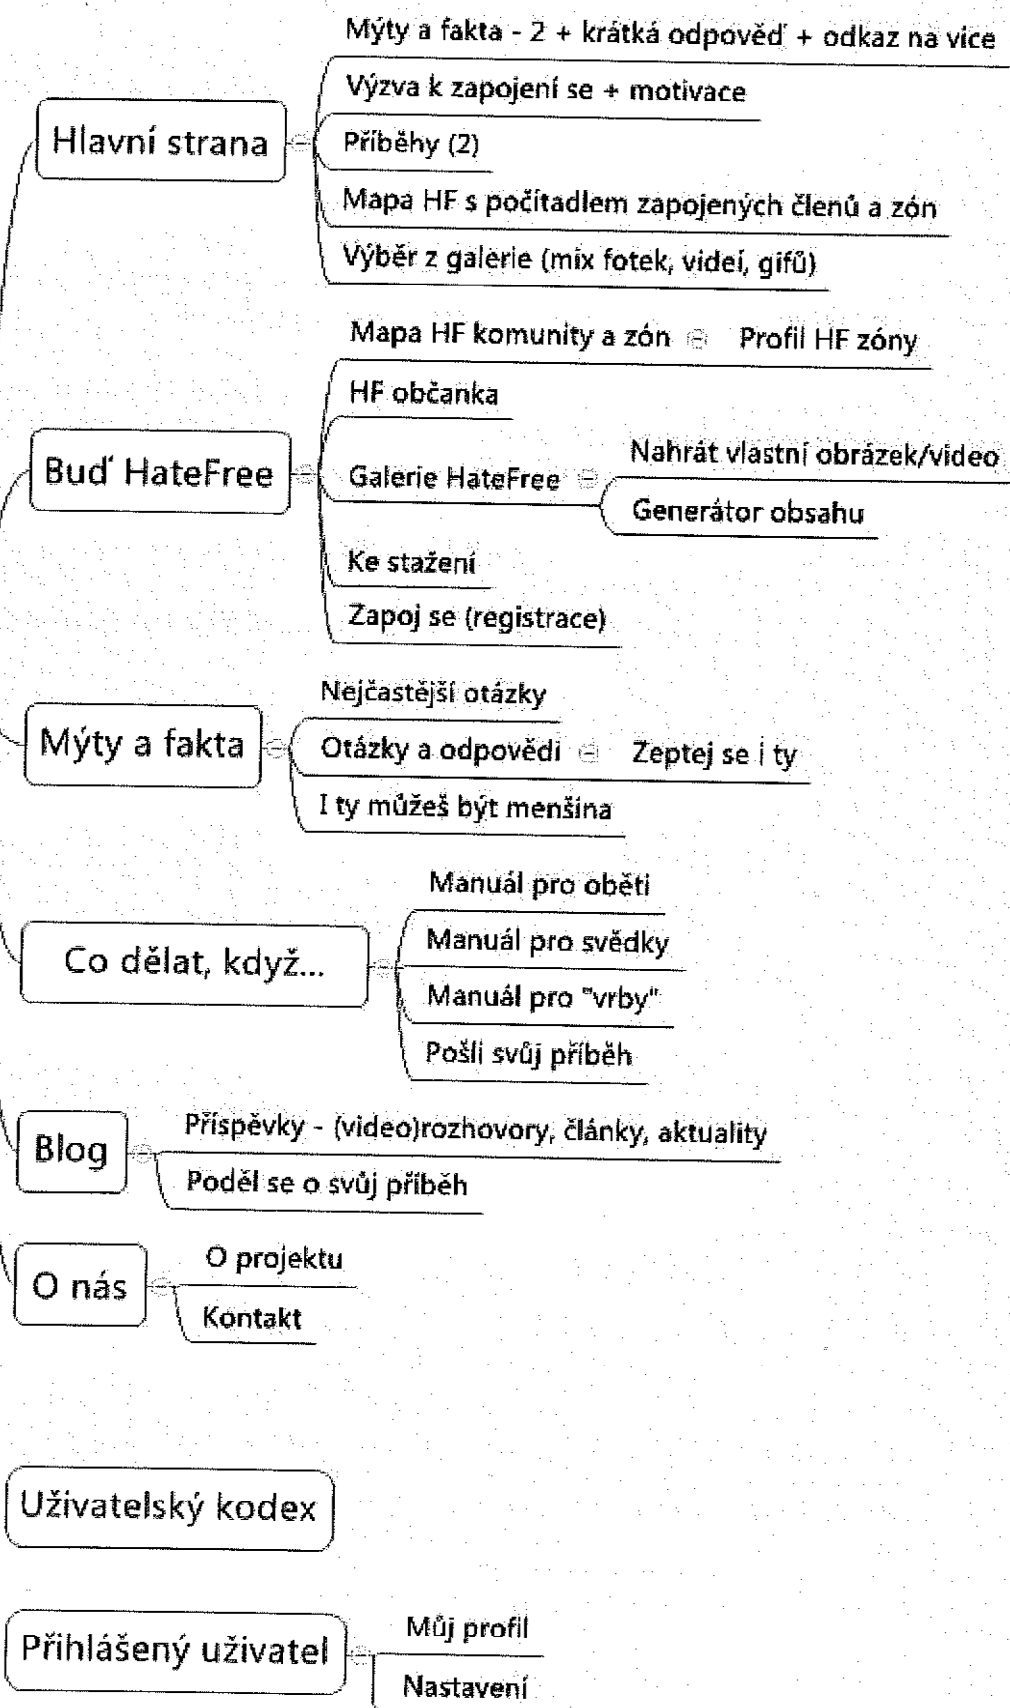 Mýty a fakta - 2 + krátká odpověď + odkaz na více
Výzva k zapojení se + motivace
Hlavní strana
Příběhy (2)
Mapa HF s počítadlem zapojených členů a zón
Výběr z galerie (mix fotek, videí, gifů)
Mapa HF komunity a zón
Profil HF zóny
HF občanka
Buď HateFree
Galerie HateFree
Nahrát vlastní obrázek/video
Generátor obsahu
Ke stažení
Zapoj se (registrace)
Nejčastější otázky
Mýty a fakta
Otázky a odpovědi
Zeptej se i ty
I ty můžeš být menšina
Manuál pro oběti
Manuál pro svědky
Co dělat, když...
Manuál pro "vrby"
Pošli svůj příběh
Blog
Příspěvky - (video)rozhovory, články, aktuality
Poděl se o svůj příběh
O nás
O projektu
Kontakt
Uživatelský kodex
Přihlášený uživatel
Můj profil
Nastavení